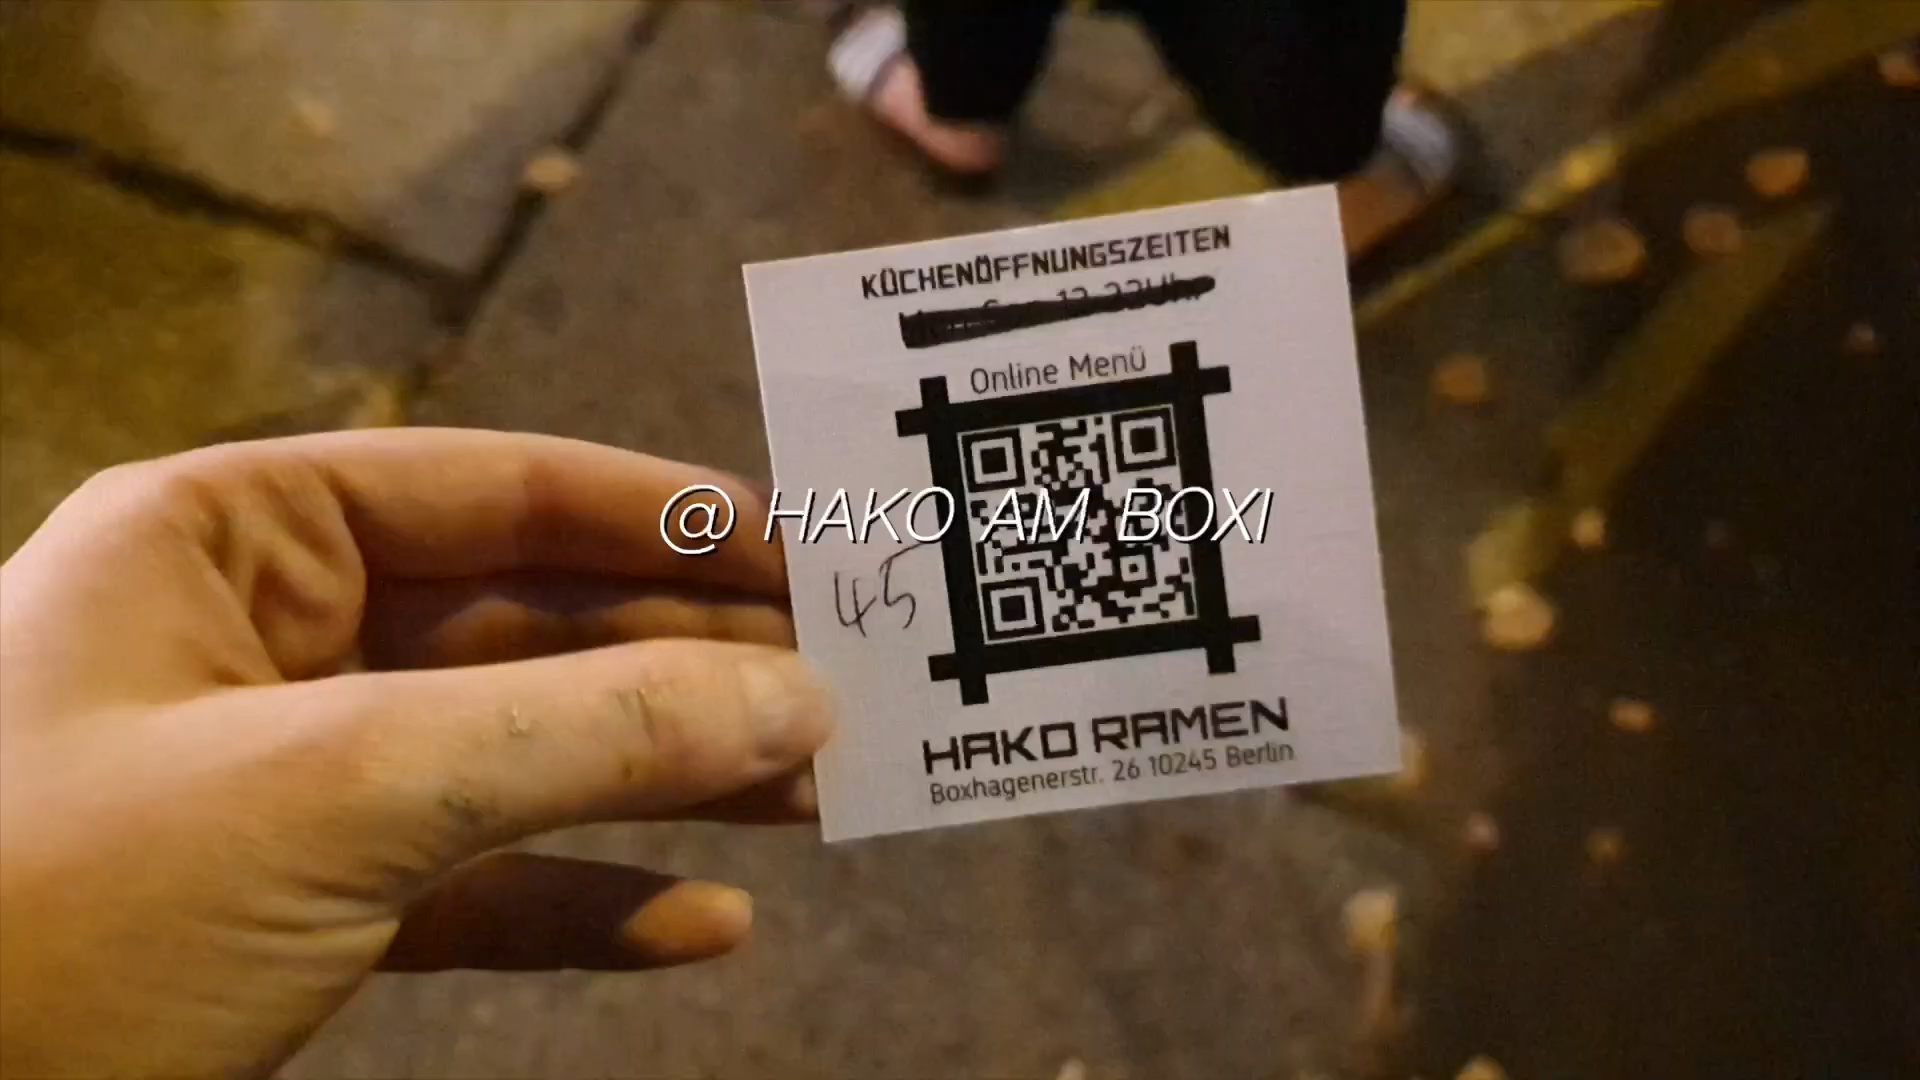 KÜCHENÖFFNUNGSZEITEN
Online Menü
@ HAKO AM BOXI
45
HAKO RAMEN
Boxhagenerstr. 26 10245 Berlin